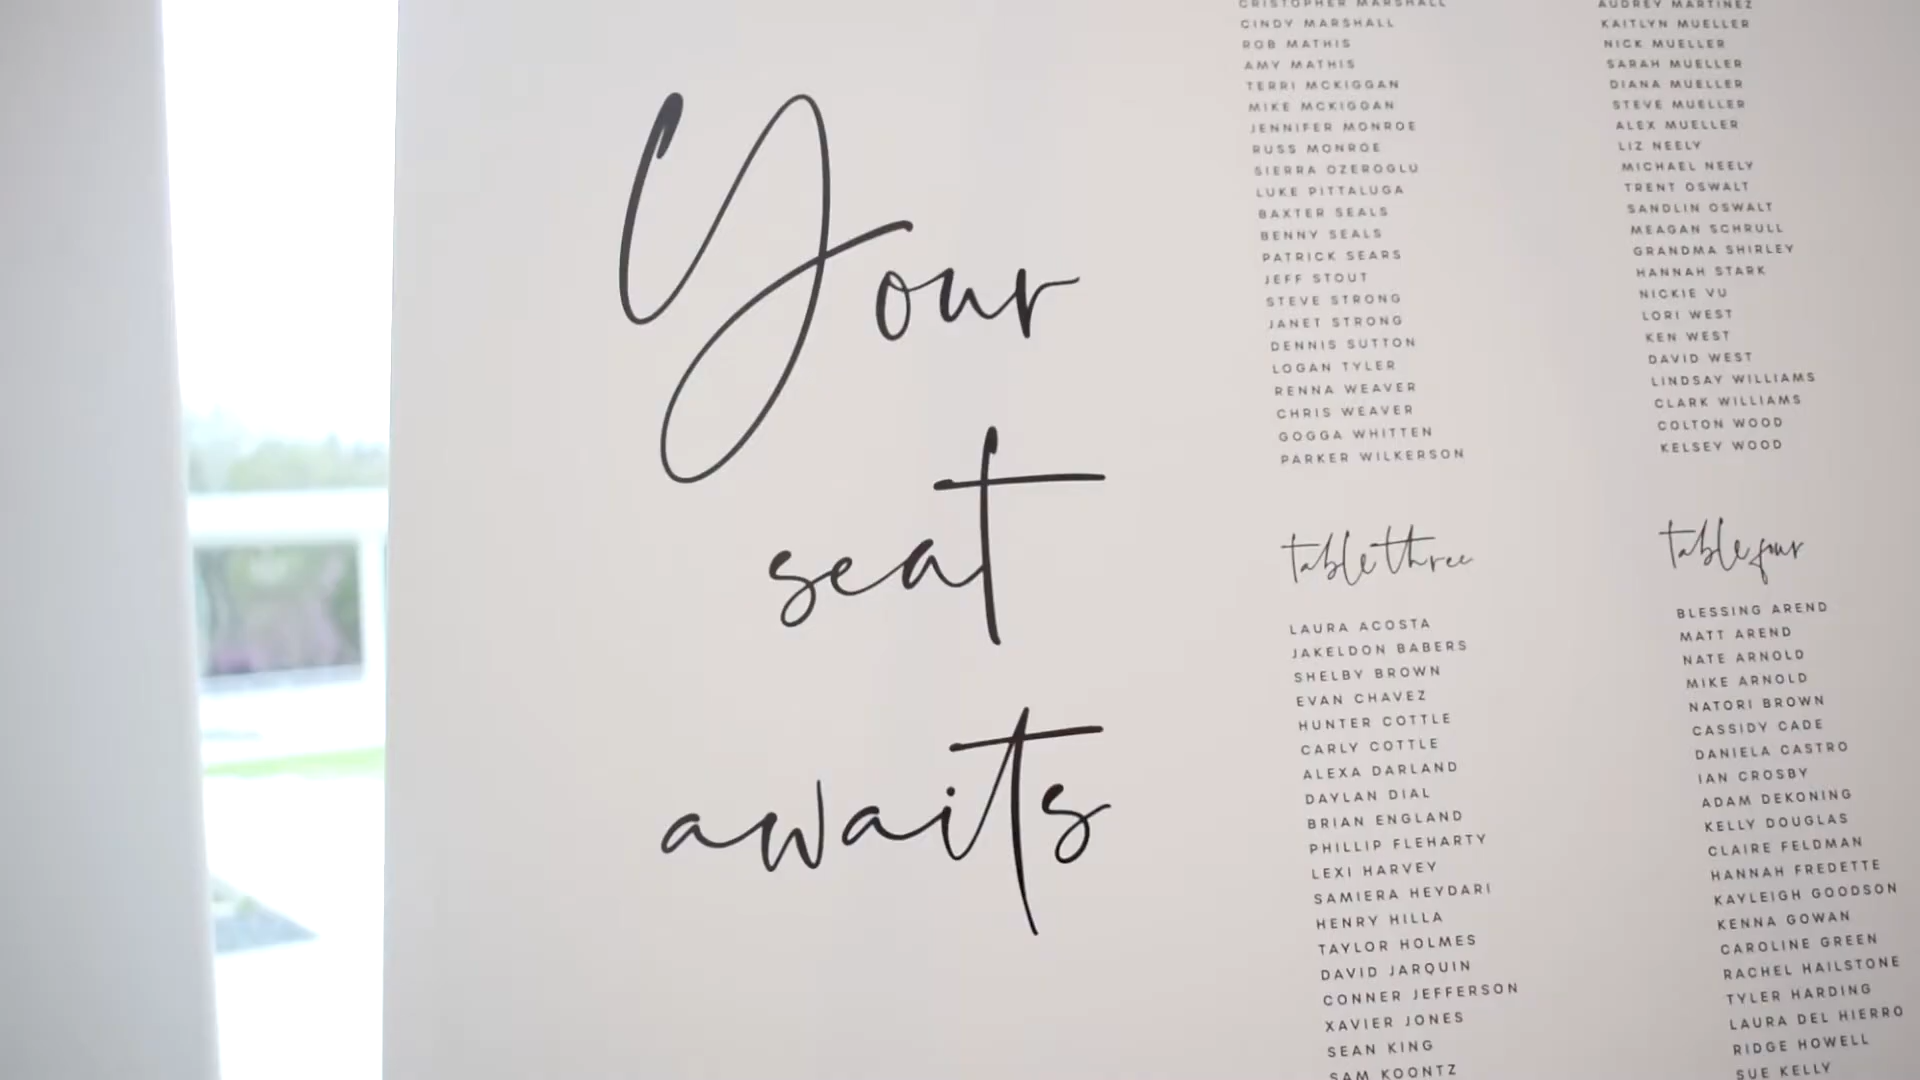 Your
seat
awaits
CRISTOPHER MARSHALL
CINDY MARSHALL
ROB MATHIS
AMY MATHIS
TERRI MCKIGGAN
MIKE MCKIGGAN
JENNIFER MONROE
RUSS MONROE
SIERRA OZEROGLU
LUKE PITTALUGA
BAXTER SEALS
BENNY SEALS
PATRICK SEARS
JEFF STOUT
STEVE STRONG
JANET STRONG
DENNIS SUTTON
LOGAN TYLER
RENNA WEAVER
CHRIS WEAVER
GOGGA WHITTEN
PARKER WILKERSON
AUDREY MARTINEZ
KAITLYN MUELLER
NICK MUELLER
SARAH MUELLER
DIANA MUELLER
STEVE MUELLER
ALEX MUELLER
LIZ NEELY
MICHAEL NEELY
TRENT OSWALT
SANDLIN OSWALT
MEAGAN SCHRULL
GRANDMA SHIRLEY
HANNAH STARK
NICKIE VU
LORI WEST
KEN WEST
DAVID WEST
LINDSAY WILLIAMS
CLARK WILLIAMS
COLTON WOOD
KELSEY WOOD
table three
LAURA ACOSTA
JAKELDON BABERS
SHELBY BROWN
EVAN CHAVEZ
HUNTER COTTLE
CARLY COTTLE
ALEXA DARLAND
DAYLAN DIAL
BRIAN ENGLAND
PHILLIP FLEHARTY
LEXI HARVEY
SAMIERA HEYDARI
HENRY HILLA
TAYLOR HOLMES
DAVID JARQUIN
CONNER JEFFERSON
XAVIER JONES
SEAN KING
SAM KOONTZ
table four
BLESSING AREND
MATT AREND
NATE ARNOLD
MIKE ARNOLD
NATORI BROWN
CASSIDY CADE
DANIELA CASTRO
IAN CROSBY
ADAM DEKONING
KELLY DOUGLAS
CLAIRE FELDMAN
HANNAH FREDETTE
KAYLEIGH GOODSON
KENNA GOWAN
CAROLINE GREEN
RACHEL HAILSTONE
TYLER HARDING
LAURA DEL HIERRO
RIDGE HOWELL
SUE KELLY